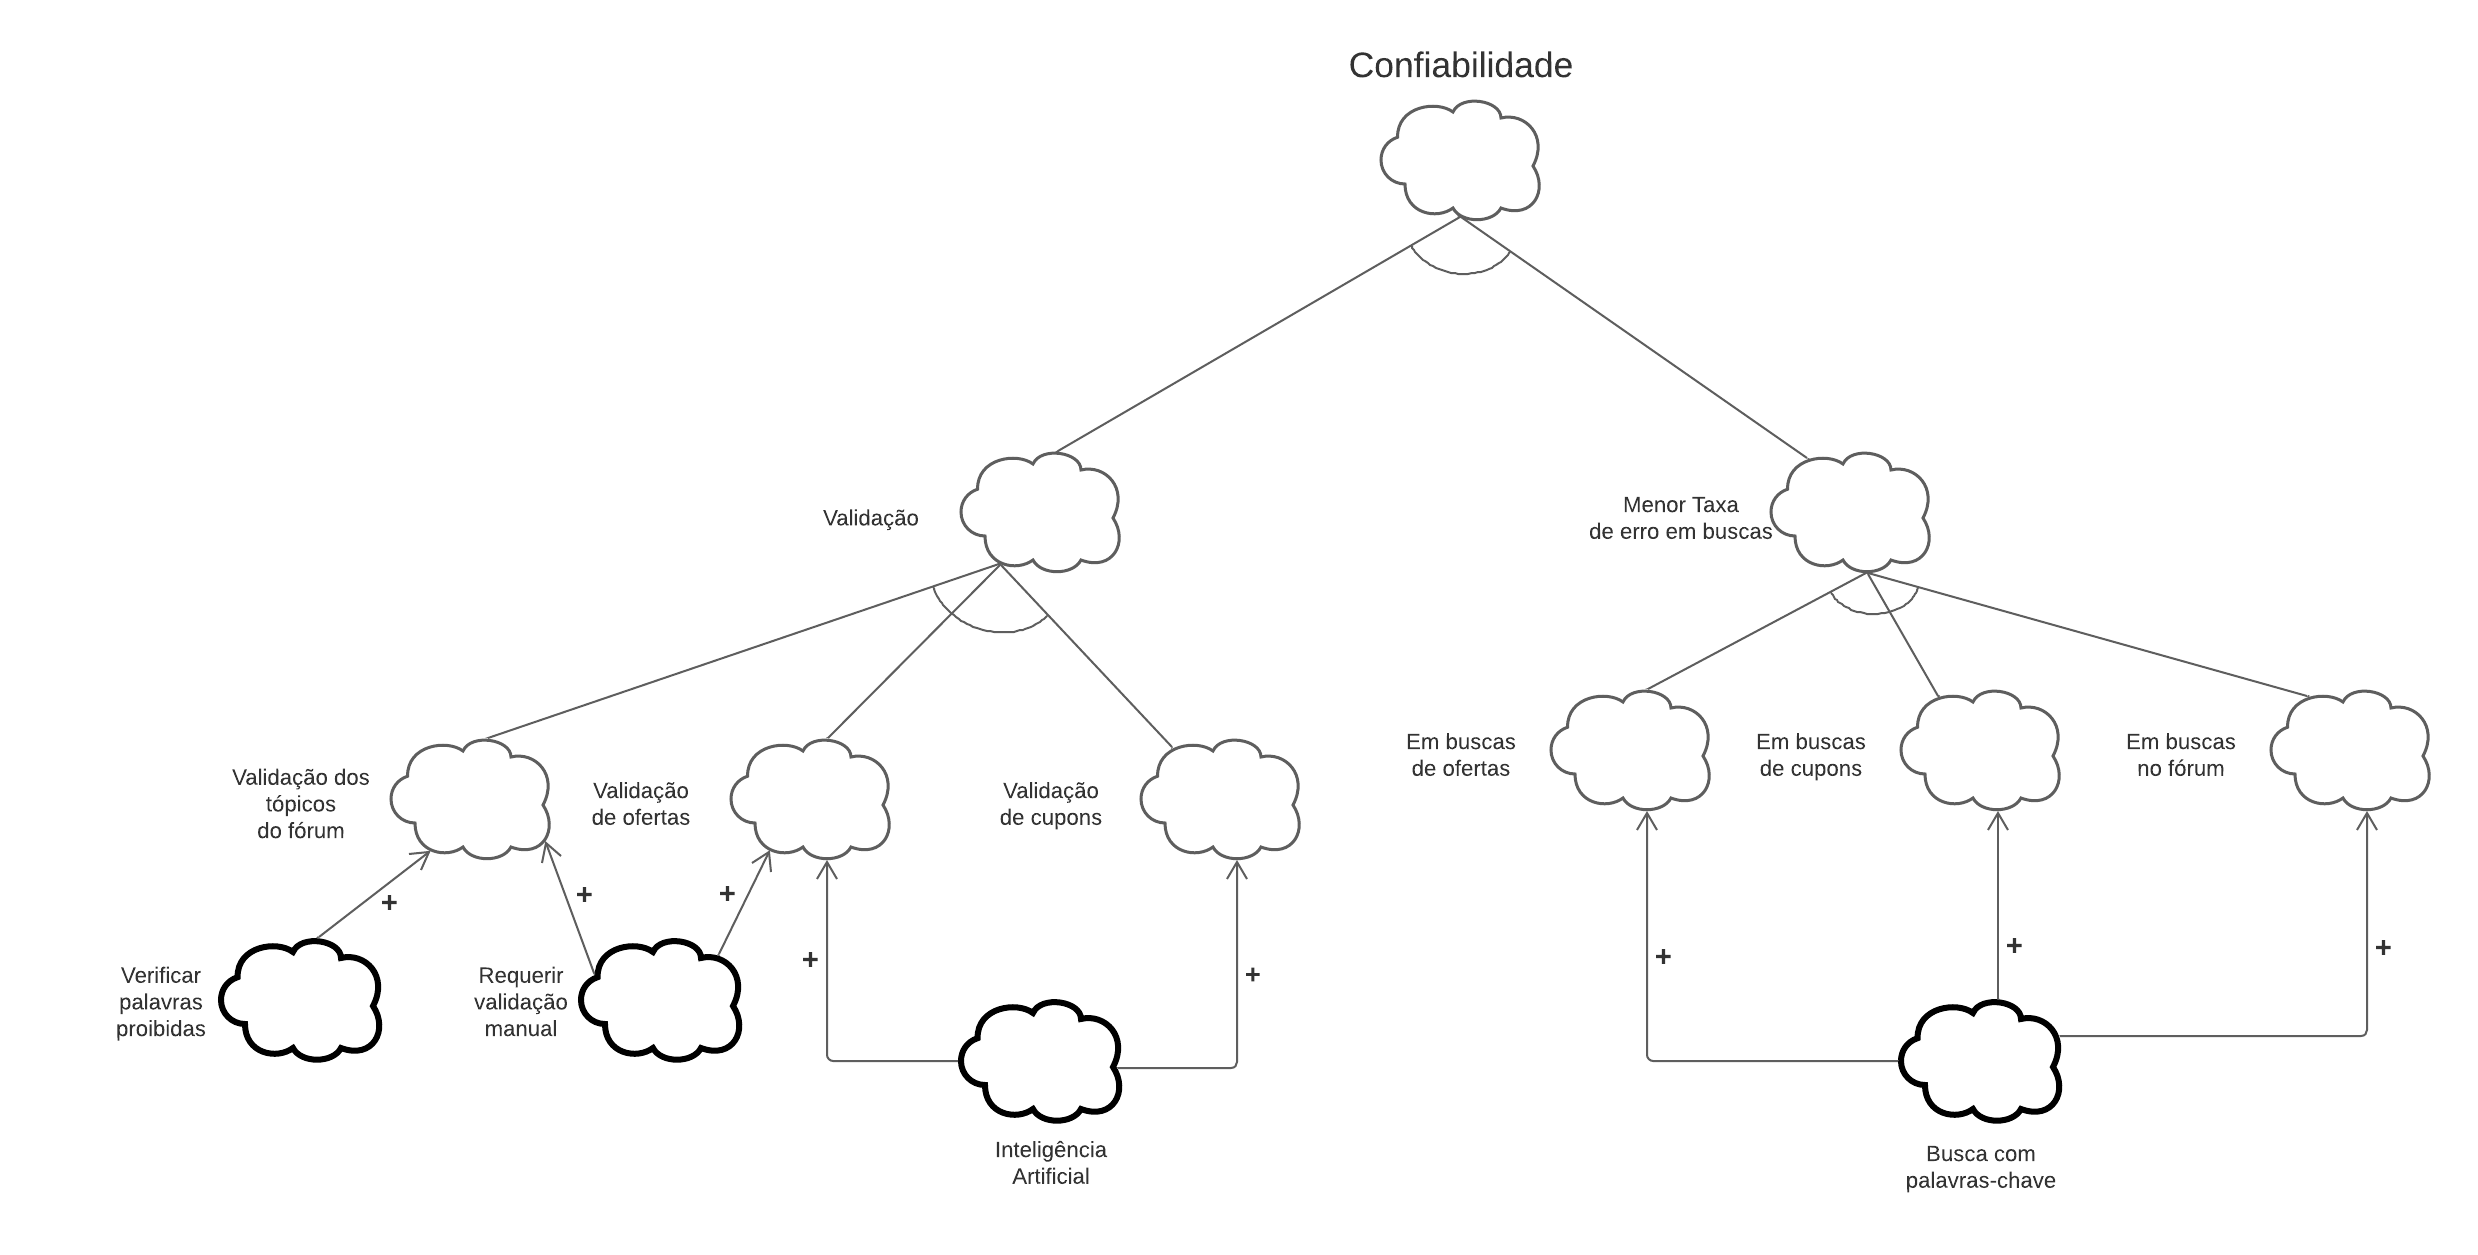 Confiabilidade
Validação
Menor Taxa
de erro em buscas
Validação dos
tópicos
do fórum
Validação
de ofertas
Validação
de cupons
Em buscas
de ofertas
Em buscas
de cupons
Em buscas
no fórum
+
+
+
+
+
+
+
+
Verificar
palavras
proibidas
Requerir
validação
manual
Inteligência
Artificial
Busca com
palavras-chave